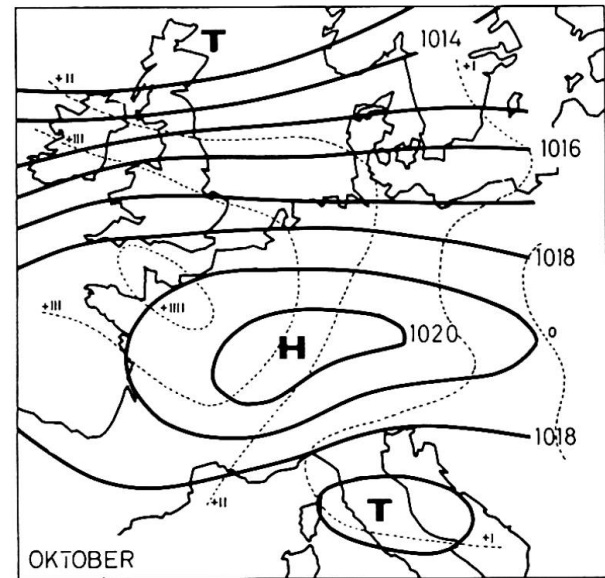 T
1014
+II
+I
+III
1016
1018
+III
+IIII
H
1020
0
1018
+II
T
+I
OKTOBER